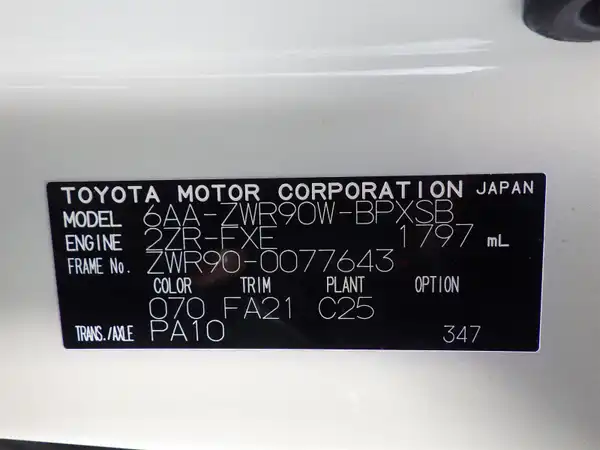 TOYOTA MOTOR CORPORATION JAPAN
MODEL 6AA-ZWR90W-BPXSB
ENGINE 2ZR-FXE 1797 mL
FRAME No. ZWR90-0077643
COLOR TRIM PLANT OPTION
070 FA21 C25
TRANS./AXLE PA10 347